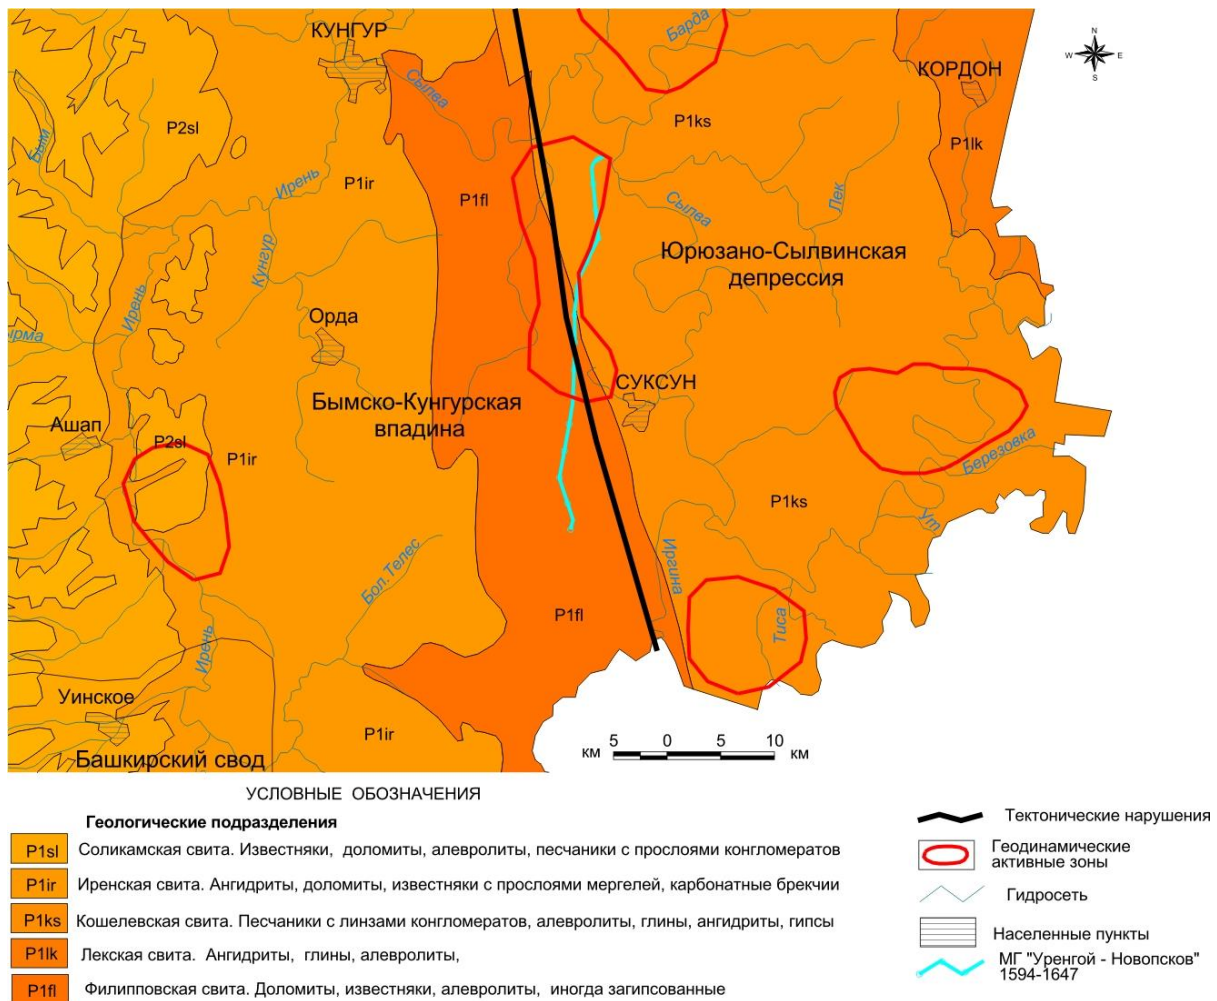 КУНГУР
Барда
N
W
E
S
КОРДОН
Сылва
P2sl
P1ks
Бым
P1lk
Ирень
P1ir
P1fl
Сылва
Лек
Кунгур
Юрюзано-Сылвинская
депрессия
Ирень
Орда
ырма
СУКСУН
Бымско-Кунгурская
впадина
Ашап
P2sl
P1ir
Березовка
P1ks
Ут
Иргина
Бол.Телес
P1fl
Тиса
Ирень
Уинское
P1ir
Башкирский свод
км 5 0 5 10 км
УСЛОВНЫЕ ОБОЗНАЧЕНИЯ
Геологические подразделения
P1sl Соликамская свита. Известняки, доломиты, алевролиты, песчаники с прослоями конгломератов
P1ir Иренская свита. Ангидриты, доломиты, известняки с прослоями мергелей, карбонатные брекчии
P1ks Кошелевская свита. Песчаники с линзами конгломератов, алевролиты, глины, ангидриты, гипсы
P1lk Лекская свита. Ангидриты, глины, алевролиты,
P1fl Филипповская свита. Доломиты, известняки, алевролиты, иногда загипсованные
Тектонические нарушения
Геодинамические
активные зоны
Гидросеть
Населенные пункты
МГ "Уренгой - Новопсков"
1594-1647